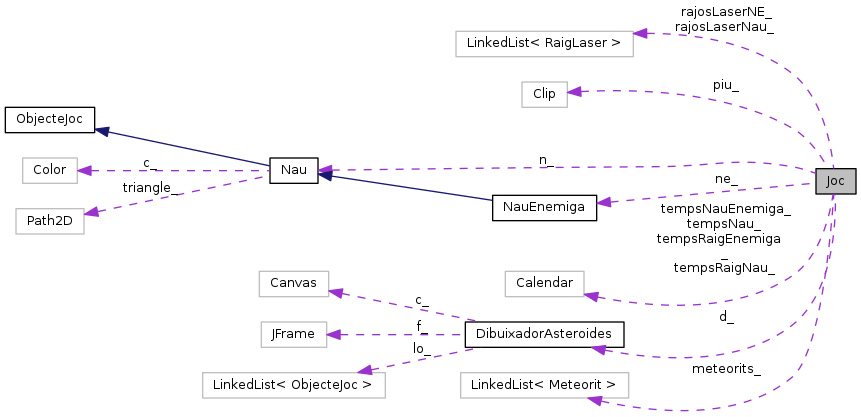 rajosLaserNE_
rajosLaserNau_
LinkedList< RaigLaser >
piu_
Clip
ObjecteJoc
n_
c_
Color
Nau
Joc
ne_
triangle_
NauEnemiga
Path2D
tempsNauEnemiga_
tempsNau_
tempsRaigEnemiga
_
tempsRaigNau_
Canvas
Calendar
c_
d_
f_
JFrame
DibuixadorAsteroides
lo_
meteorits_
LinkedList< ObjecteJoc >
LinkedList< Meteorit >